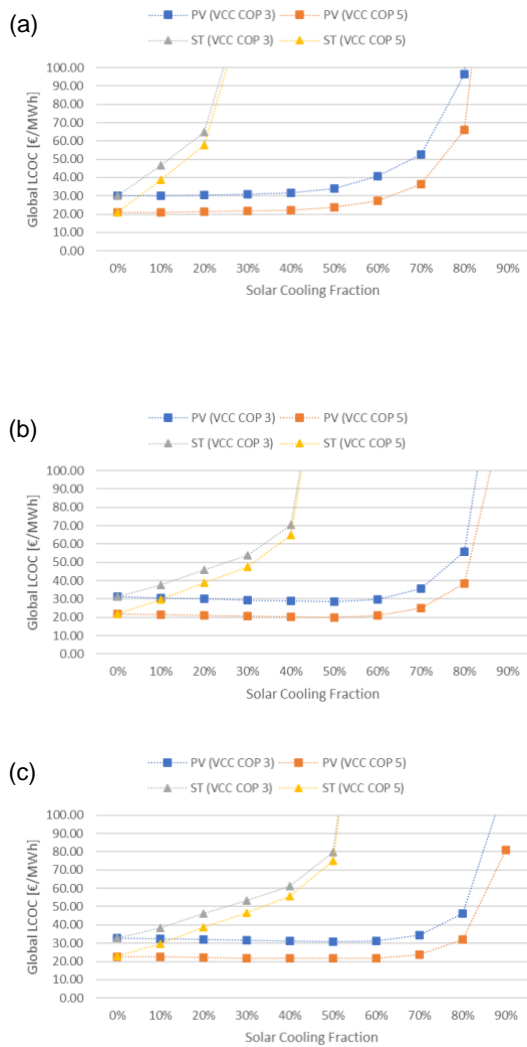 (a)
PV (VCC COP 3) PV (VCC COP 5)
ST (VCC COP 3) ST (VCC COP 5)
Global LCOC [€/MWh]
100.00
90.00
80.00
70.00
60.00
50.00
40.00
30.00
20.00
10.00
0.00
0% 10% 20% 30% 40% 50% 60% 70% 80% 90%
Solar Cooling Fraction
(b)
PV (VCC COP 3) PV (VCC COP 5)
ST (VCC COP 3) ST (VCC COP 5)
Global LCOC [€/MWh]
100.00
90.00
80.00
70.00
60.00
50.00
40.00
30.00
20.00
10.00
0.00
0% 10% 20% 30% 40% 50% 60% 70% 80% 90%
Solar Cooling Fraction
(c)
PV (VCC COP 3) PV (VCC COP 5)
ST (VCC COP 3) ST (VCC COP 5)
Global LCOC [€/MWh]
100.00
90.00
80.00
70.00
60.00
50.00
40.00
30.00
20.00
10.00
0.00
0% 10% 20% 30% 40% 50% 60% 70% 80% 90%
Solar Cooling Fraction